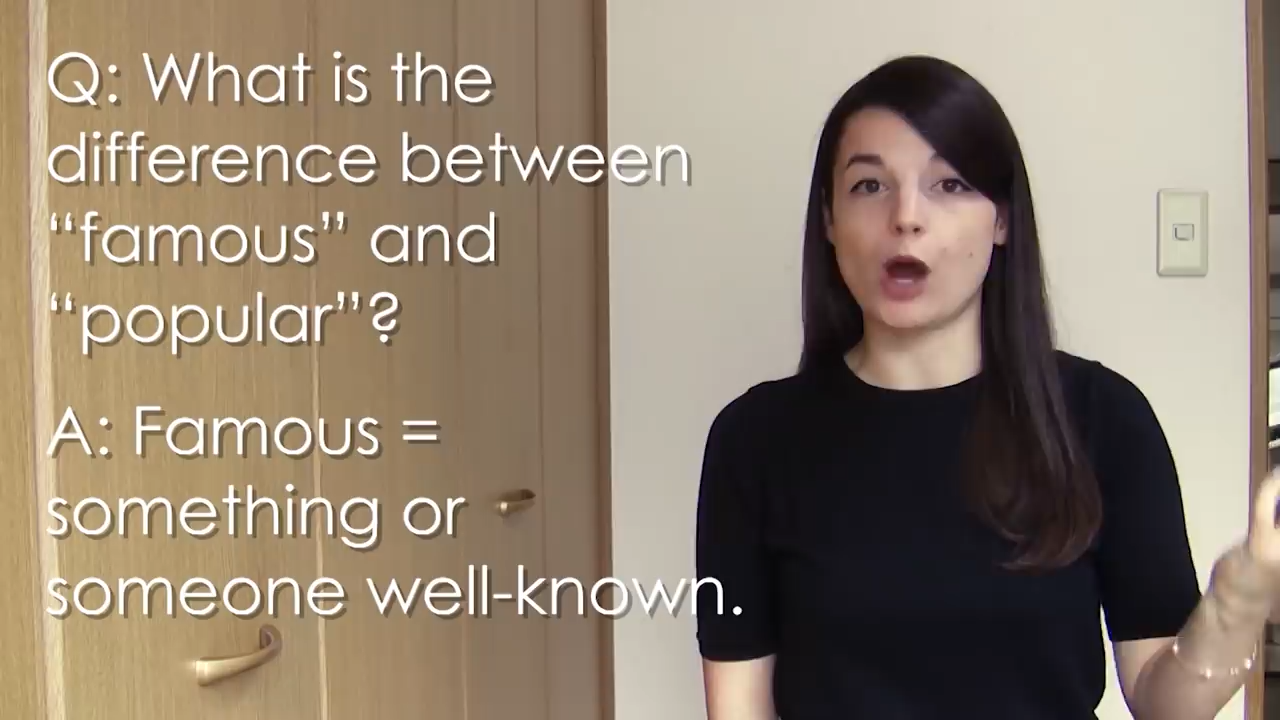 Q: What is the
difference between
“famous” and
“popular”?
A: Famous =
something or
someone well-known.